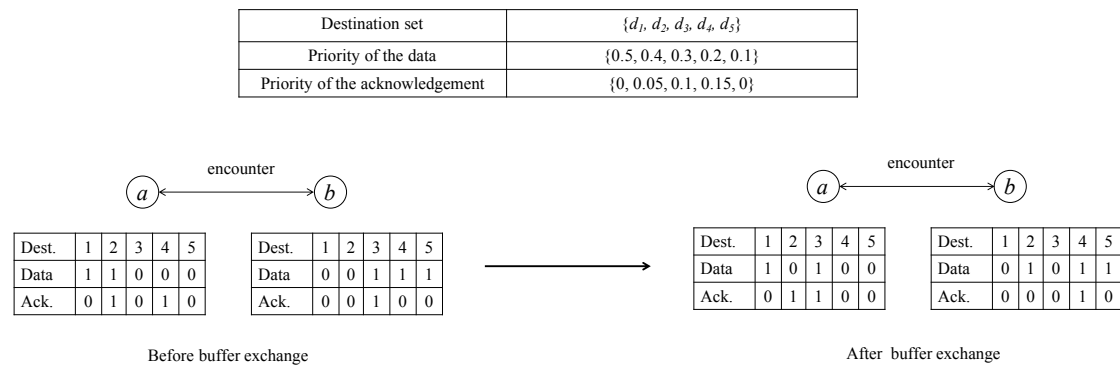 Destination set {d1, d2, d3, d4, d5}
Priority of the data {0.5, 0.4, 0.3, 0.2, 0.1}
Priority of the acknowledgement {0, 0.05, 0.1, 0.15, 0}
encounter
a b
Dest. 1 2 3 4 5
Data 1 1 0 0 0
Ack. 0 1 0 1 0
Dest. 1 2 3 4 5
Data 0 0 1 1 1
Ack. 0 0 1 0 0
Before buffer exchange
encounter
a b
Dest. 1 2 3 4 5
Data 1 0 1 0 0
Ack. 0 1 1 0 0
Dest. 1 2 3 4 5
Data 0 1 0 1 1
Ack. 0 0 0 1 0
After buffer exchange